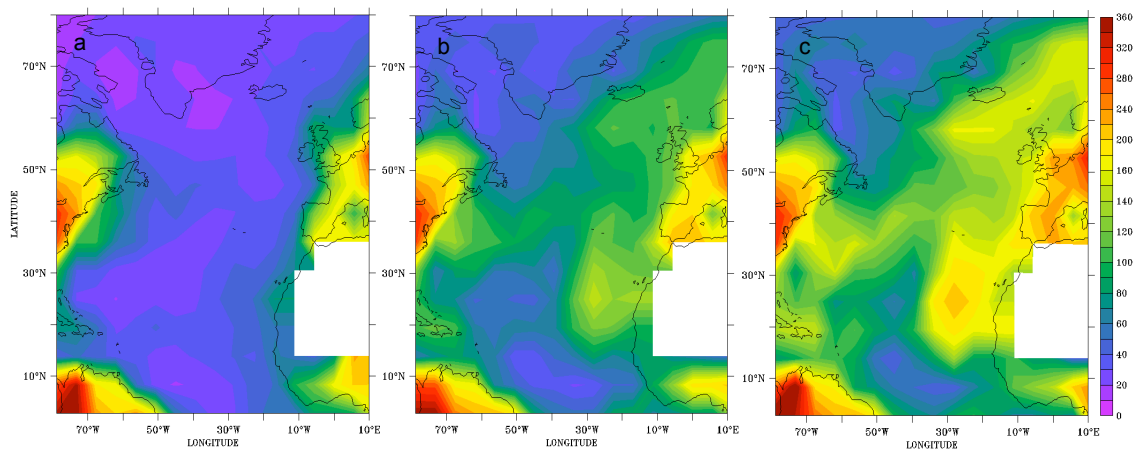 a
b
c
70°N
50°N
30°N
10°N
LATITUDE
70°W
50°W
30°W
10°W
10°E
LONGITUDE
70°N
50°N
30°N
10°N
70°W
50°W
30°W
10°W
10°E
LONGITUDE
70°N
50°N
30°N
10°N
70°W
50°W
30°W
10°W
10°E
LONGITUDE
360
340
320
300
280
260
240
220
200
180
160
140
120
100
80
60
40
20
0